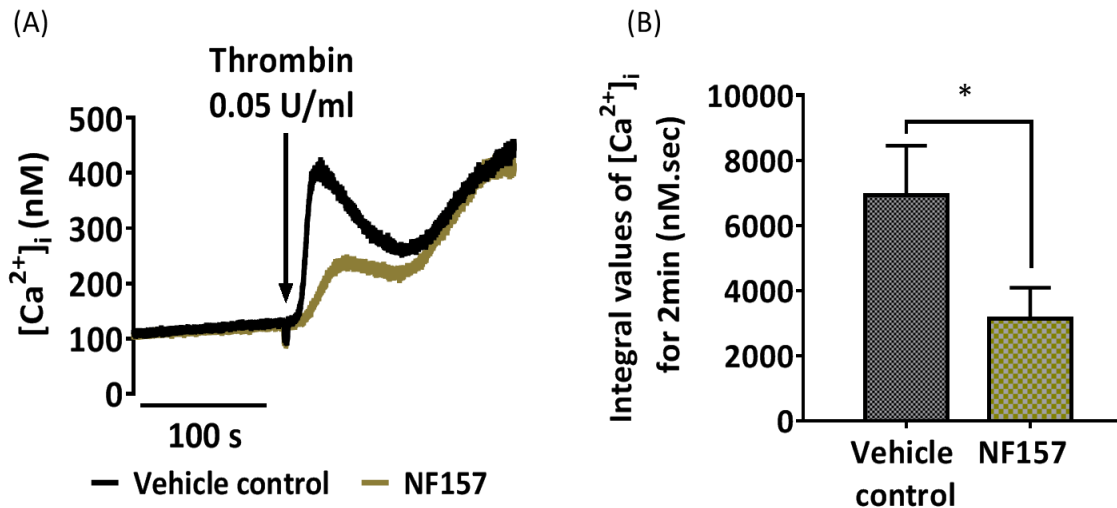 (A)
Thrombin
0.05 U/ml
[Ca²⁺]ᵢ (nM)
500
400
300
200
100
0
100 s
Vehicle control
NF157
(B)
Integral values of [Ca²⁺]ᵢ
for 2min (nM.sec)
10000
8000
6000
4000
2000
0
*
Vehicle
control
NF157